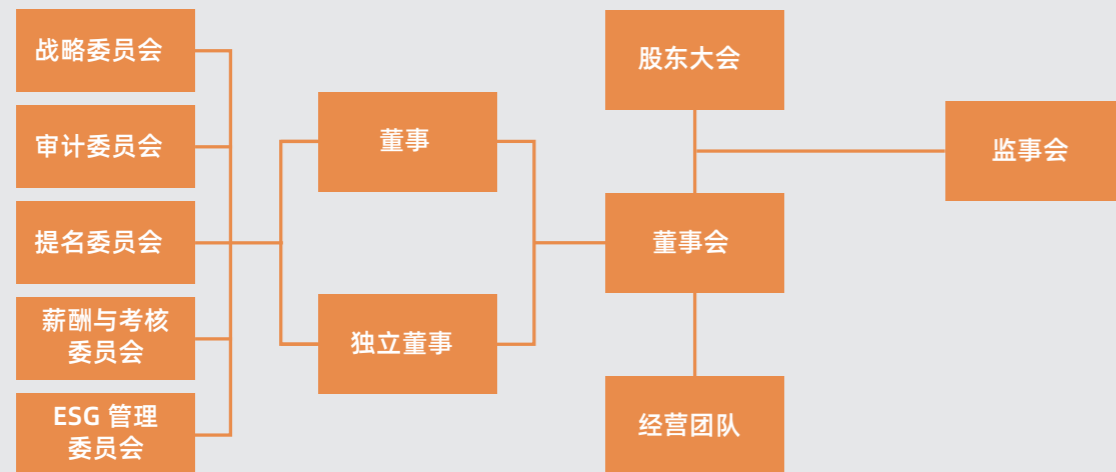 战略委员会
审计委员会
提名委员会
薪酬与考核
委员会
ESG 管理
委员会
董事
独立董事
股东大会
董事会
经营团队
监事会